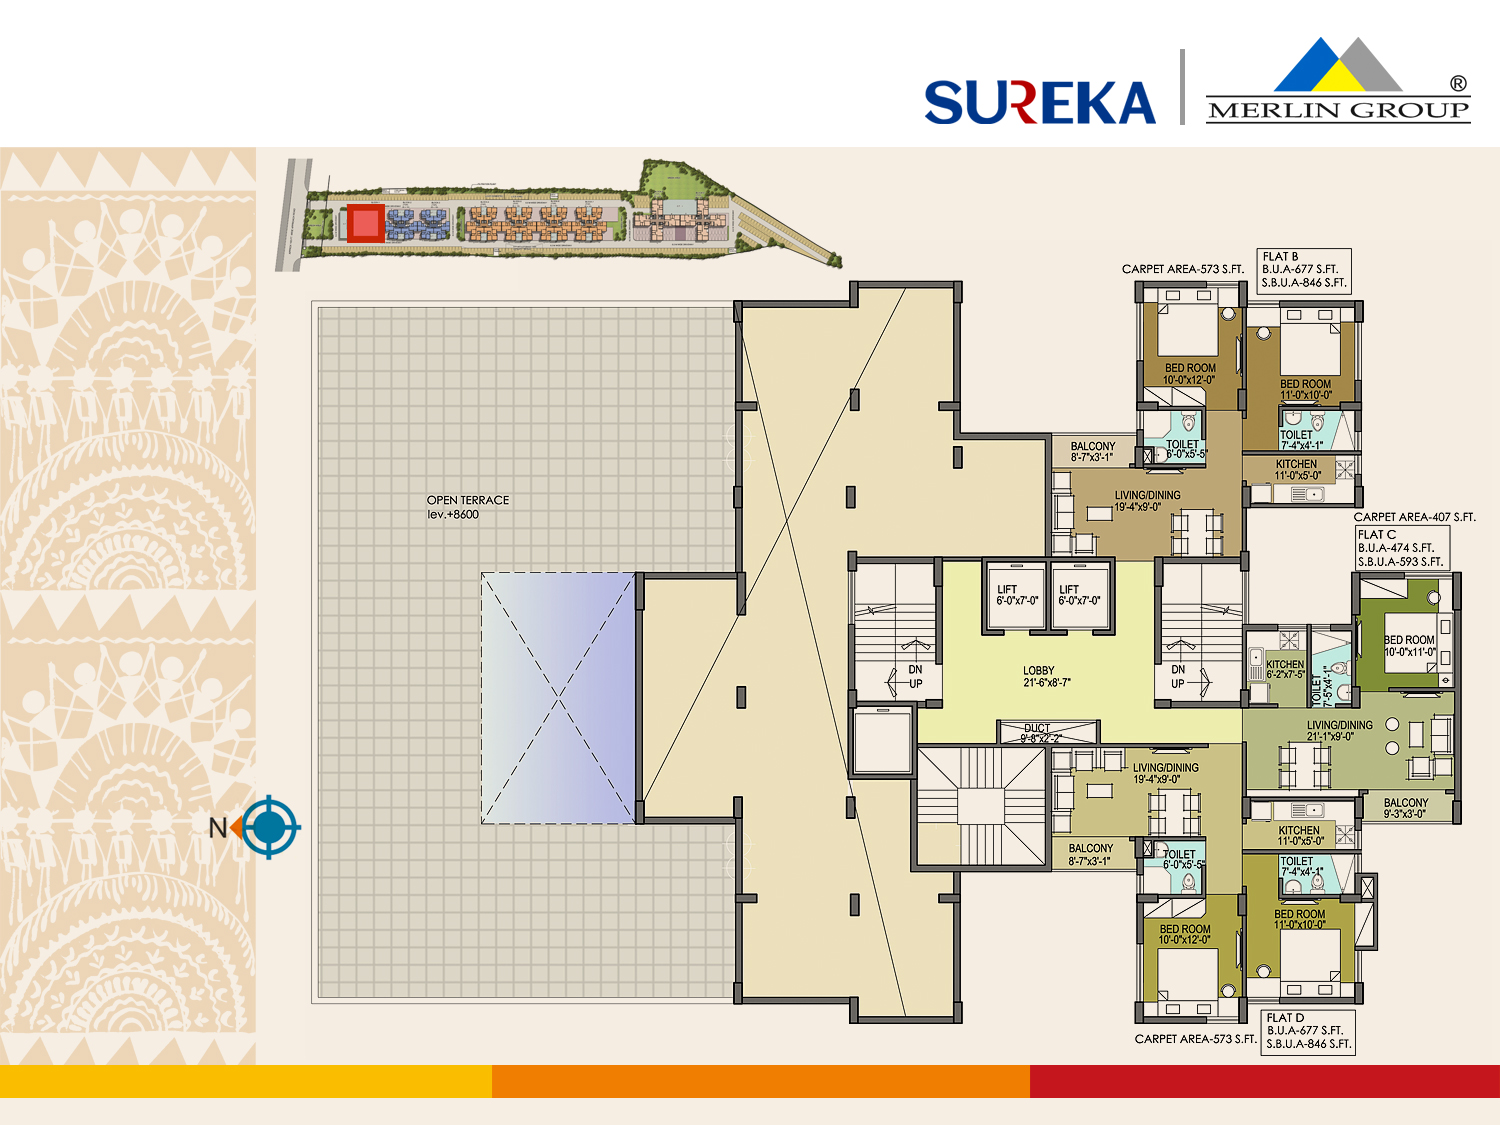 SUREKA
MERLIN GROUP®
CARPET AREA-573 S.FT.
FLAT B
B.U.A-677 S.FT.
S.B.U.A-846 S.FT.
BED ROOM
10'-0"x12'-0"
BED ROOM
11'-0"x10'-0"
BALCONY
8'-7"x3'-1"
TOILET
6'-0"x5'-5"
TOILET
7'-4"x4'-1"
KITCHEN
11'-0"x5'-0"
OPEN TERRACE
lev.+8600
LIVING/DINING
19'-4"x9'-0"
CARPET AREA-407 S.FT.
FLAT C
B.U.A-474 S.FT.
S.B.U.A-593 S.FT.
LIFT
6'-0"x7'-0"
LIFT
6'-0"x7'-0"
DN
UP
LOBBY
21'-6"x8'-7"
DN
UP
KITCHEN
6'-2"x7'-5"
TOILET
7'-5"x4'-1"
BED ROOM
10'-0"x11'-0"
DUCT
9'-8"x2'-2"
LIVING/DINING
21'-1"x9'-0"
LIVING/DINING
19'-4"x9'-0"
BALCONY
9'-3"x3'-0"
N
KITCHEN
11'-0"x5'-0"
BALCONY
8'-7"x3'-1"
TOILET
6'-0"x5'-5"
TOILET
7'-4"x4'-1"
BED ROOM
10'-0"x12'-0"
BED ROOM
11'-0"x10'-0"
CARPET AREA-573 S.FT.
FLAT D
B.U.A-677 S.FT.
S.B.U.A-846 S.FT.